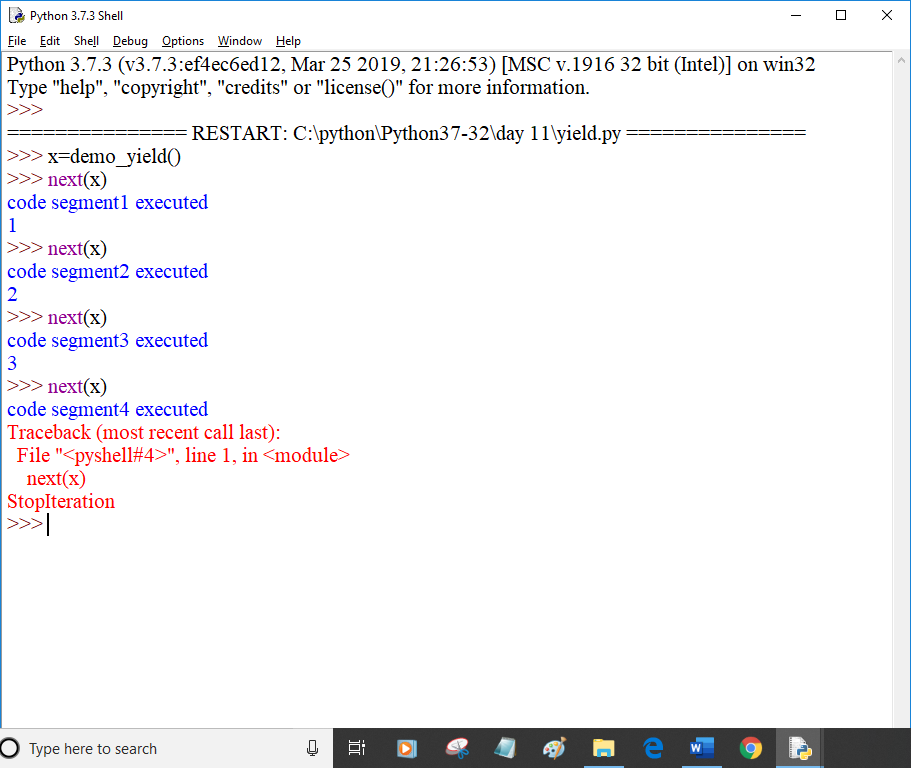 Python 3.7.3 Shell
File Edit Shell Debug Options Window Help
Python 3.7.3 (v3.7.3:ef4ec6ed12, Mar 25 2019, 21:26:53) [MSC v.1916 32 bit (Intel)] on win32
Type "help", "copyright", "credits" or "license()" for more information.
>>>
=============== RESTART: C:\python\Python37-32\day 11\yield.py ===============
>>> x=demo_yield()
>>> next(x)
code segment1 executed
1
>>> next(x)
code segment2 executed
2
>>> next(x)
code segment3 executed
3
>>> next(x)
code segment4 executed
Traceback (most recent call last):
  File "<pyshell#4>", line 1, in <module>
    next(x)
StopIteration
>>>
Type here to search